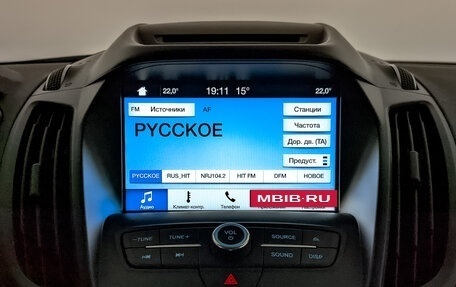 22,0° 19:11 15° 22,0°
FM Источники AF Станции
РУССКОЕ
Частота
Дор. дв. (TA)
Предуст.
РУССКОЕ RUS_HIT NRJ104.2 HIT FM DFM НОВОЕ
MBIB.RU
Аудио Климат-контр. Телефон
–TUNE TUNE+ VOL SOURCE
SOUND DISP